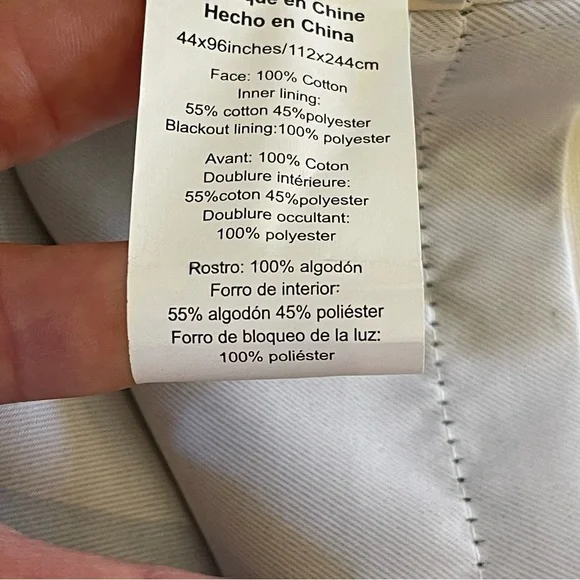 en Chine
Hecho en China
44x96inches/112x244cm
Face: 100% Cotton
Inner lining:
55% cotton 45%polyester
Blackout lining:100% polyester
Avant: 100% Coton
Doublure intérieure:
55%coton 45%polyester
Doublure occultant:
100% polyester
Rostro: 100% algodón
Forro de interior:
55% algodón 45% poliéster
Forro de bloqueo de la luz:
100% poliéster